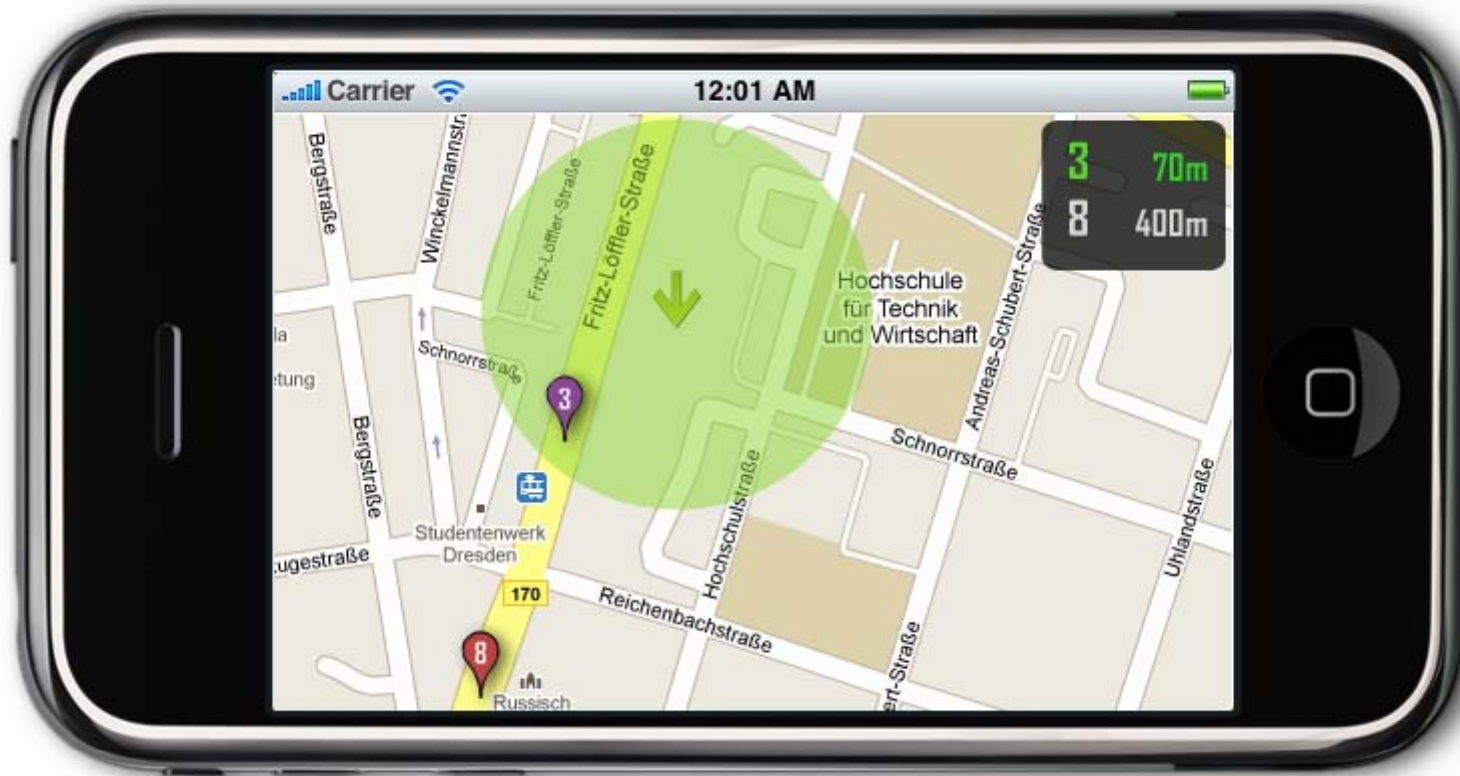 Carrier
12:01 AM
3 70m
8 400m
Bergstraße
Winckelmannstr.
Fritz-Löffler-Straße
Fritz-Löffler-Straße
Hochschule
für Technik
und Wirtschaft
Andreas-Schubert-Straße
Schnorrstraße
3
Bergstraße
Schnorrstraße
Hochschulstraße
Uhlandstraße
Studentenwerk
Dresden
170
Reichenbachstraße
8
Russisch